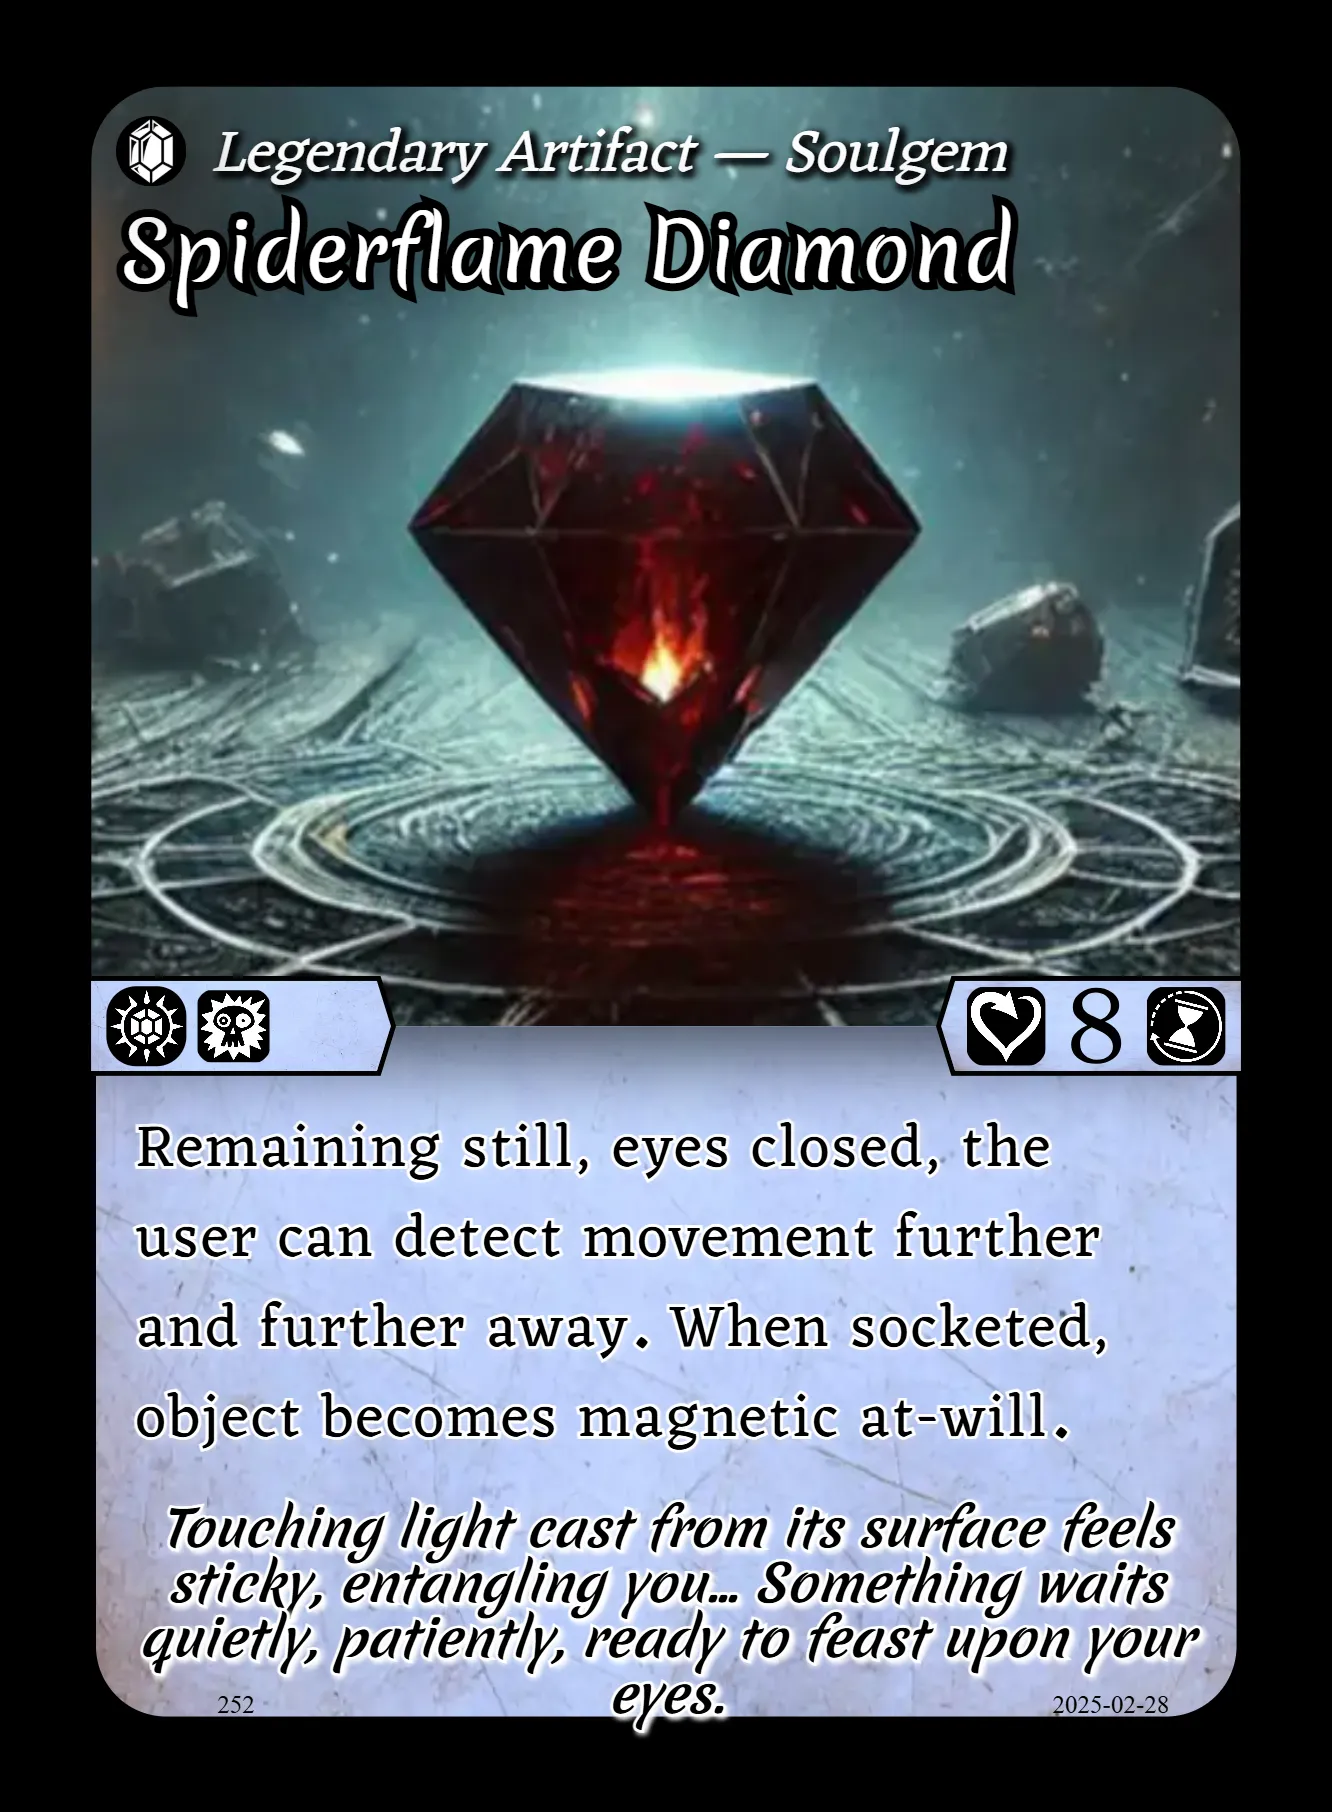 Legendary Artifact — Soulgem
Spiderflame Diamond
8
Remaining still, eyes closed, the
user can detect movement further
and further away. When socketed,
object becomes magnetic at-will.
Touching light cast from its surface feels
sticky, entangling you... Something waits
quietly, patiently, ready to feast upon your
eyes.
252
2025-02-28